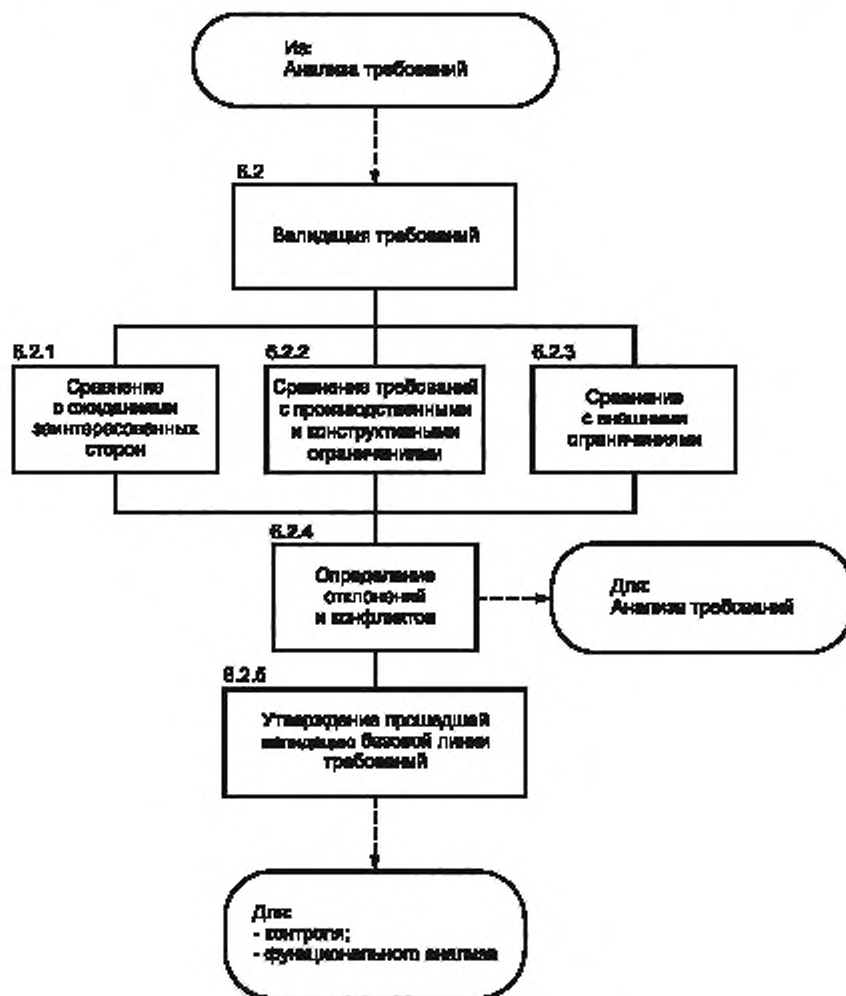 Из:
Анализа требований
6.2
Валидация требований
6.2.1
Сравнение
с ожиданиями
заинтересованных
сторон
6.2.2
Сравнение требований
с производственными
и конструктивными
ограничениями
6.2.3
Сравнение
с внешними
ограничениями
6.2.4
Определение
отклонений
и конфликтов
Для:
Анализа требований
6.2.5
Утверждение прошедшей
валидацию базовой линии
требований
Для:
- контроля;
- функционального анализа